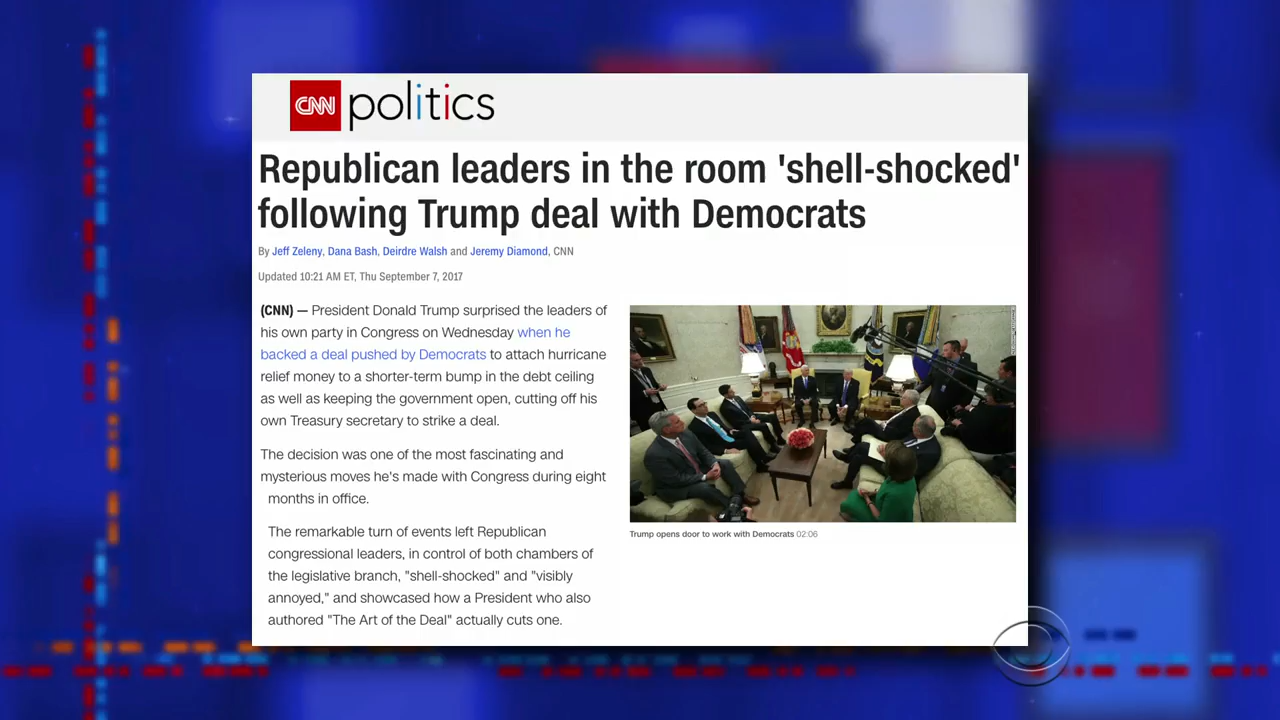 CNN politics
Republican leaders in the room 'shell-shocked'
following Trump deal with Democrats
By Jeff Zeleny, Dana Bash, Deirdre Walsh and Jeremy Diamond, CNN
Updated 10:21 AM ET, Thu September 7, 2017
(CNN) — President Donald Trump surprised the leaders of
his own party in Congress on Wednesday when he
backed a deal pushed by Democrats to attach hurricane
relief money to a shorter-term bump in the debt ceiling
as well as keeping the government open, cutting off his
own Treasury secretary to strike a deal.
The decision was one of the most fascinating and
mysterious moves he's made with Congress during eight
months in office.
The remarkable turn of events left Republican
congressional leaders, in control of both chambers of
the legislative branch, "shell-shocked" and "visibly
annoyed," and showcased how a President who also
authored "The Art of the Deal" actually cuts one.
Trump opens door to work with Democrats 02:06